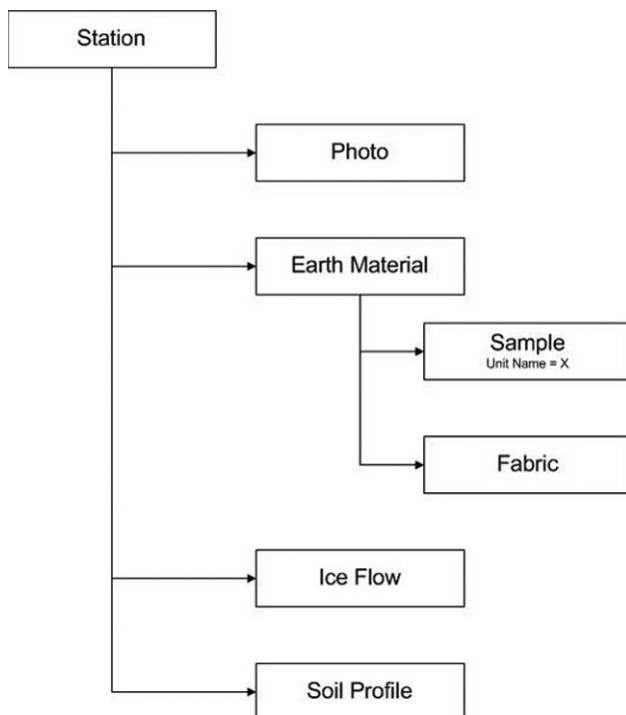 Station
Photo
Earth Material
Sample
Unit Name = X
Fabric
Ice Flow
Soil Profile